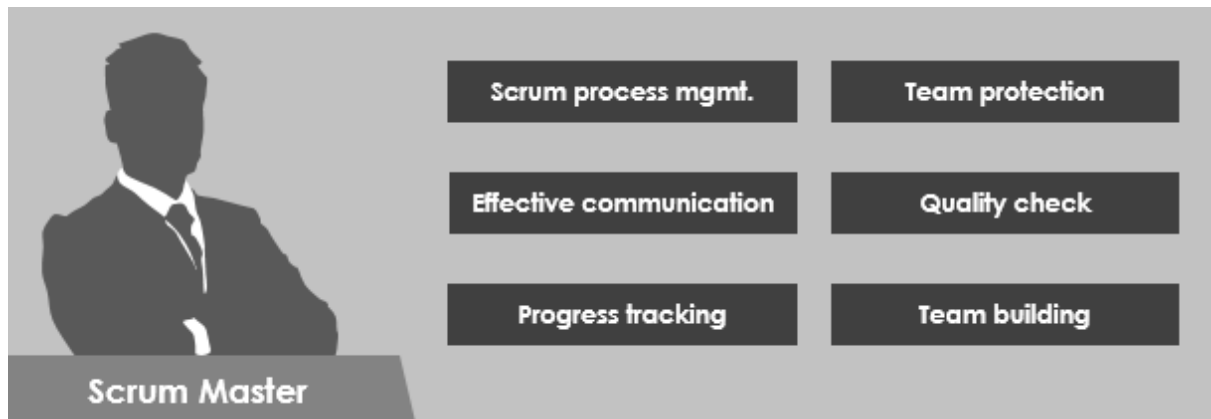 Scrum process mgmt.
Team protection
Effective communication
Quality check
Progress tracking
Team building
Scrum Master